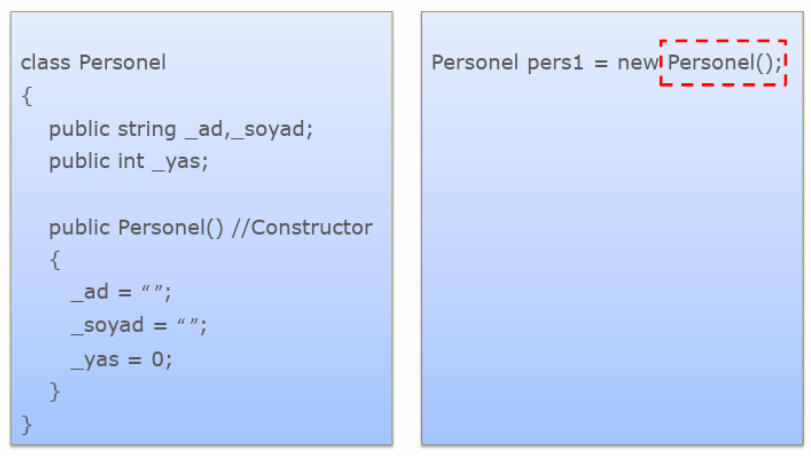 class Personel
{
public string _ad,_soyad;
public int _yas;
public Personel() //Constructor
{
_ad = “”;
_soyad = “”;
_yas = 0;
}
}
Personel pers1 = new Personel();